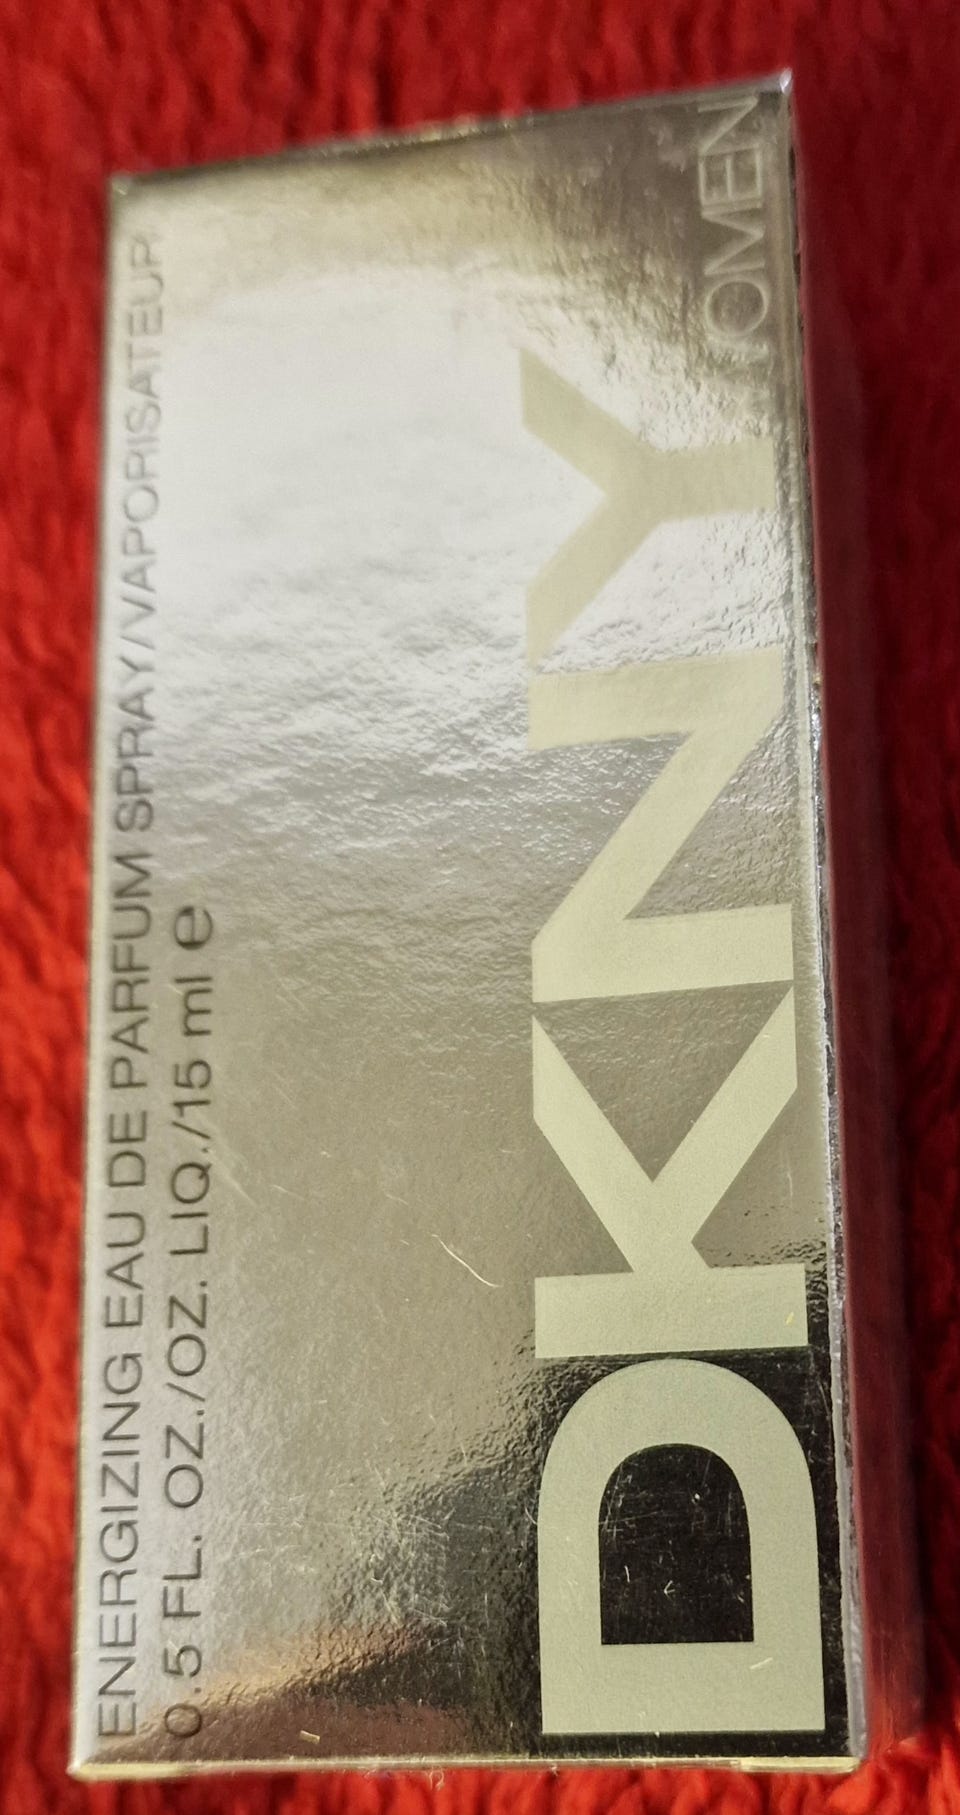 ENERGIZING EAU DE PARFUM SPRAY/VAPORISATEUR
0.5 FL. OZ./OZ. LIQ./15 ml ℮
DKNY WOMEN